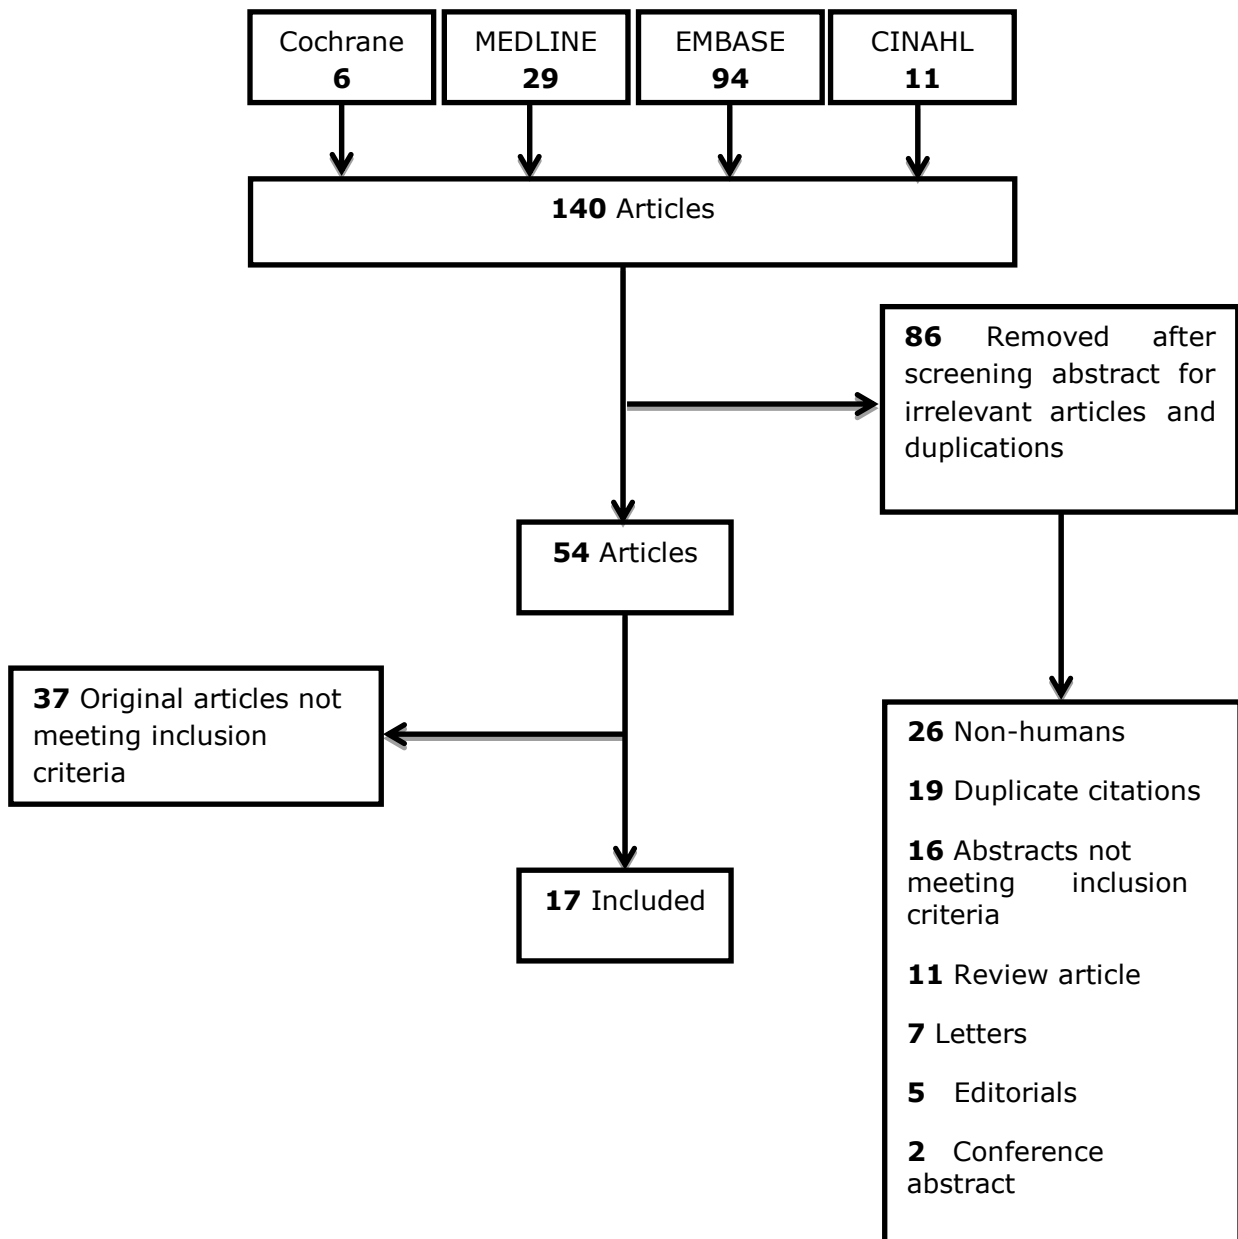 Cochrane
6
MEDLINE
29
EMBASE
94
CINAHL
11
140 Articles
86 Removed after
screening abstract for
irrelevant articles and
duplications
54 Articles
37 Original articles not
meeting inclusion
criteria
17 Included
26 Non-humans
19 Duplicate citations
16 Abstracts not
meeting inclusion
criteria
11 Review article
7 Letters
5 Editorials
2 Conference
abstract